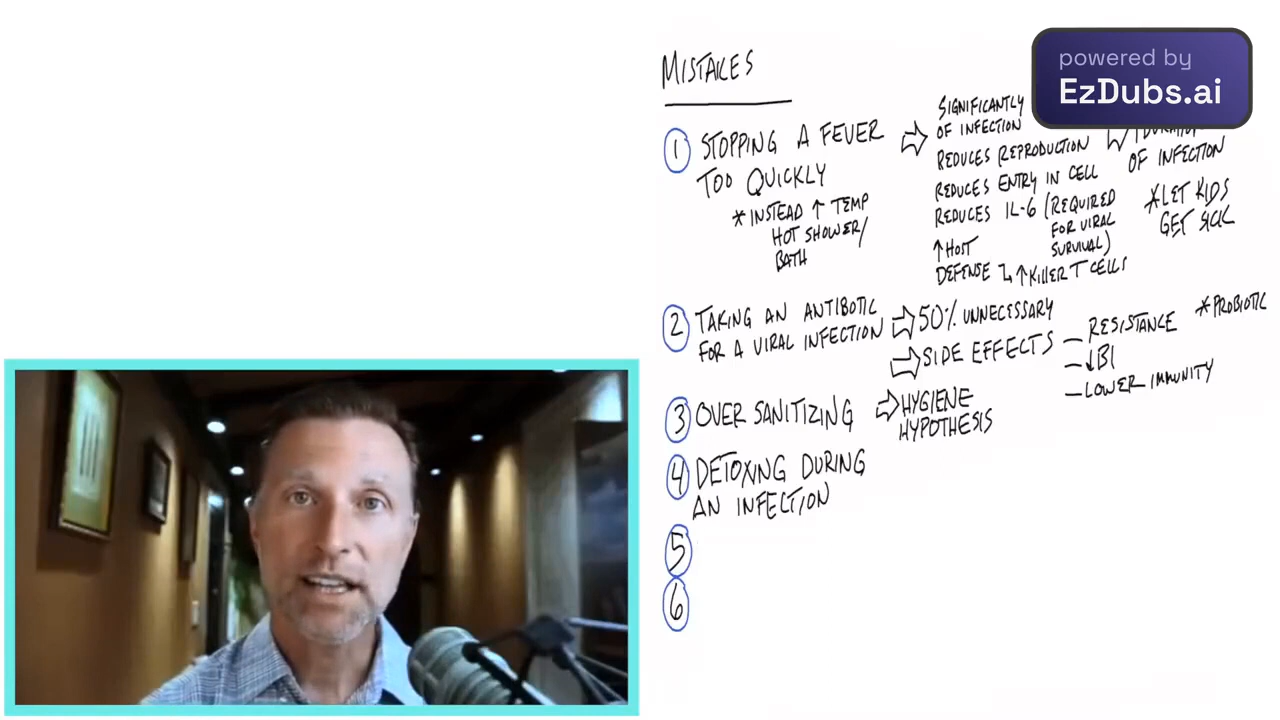 MISTAKES
powered by
EzDubs.ai
1 STOPPING A FEVER
TOO QUICKLY
* INSTEAD ↑ TEMP
HOT SHOWER/
BATH
⇨ SIGNIFICANTLY
OF INFECTION
REDUCES REPRODUCTION
REDUCES ENTRY IN CELL
REDUCES IL-6 (REQUIRED
FOR VIRAL
SURVIVAL)
↑ HOST
DEFENSE ↳ ↑ KILLER T CELLS
OF INFECTION
* LET KIDS
GET SICK
2 TAKING AN ANTIBOTIC
FOR A VIRAL INFECTION
⇨ 50% UNNECESSARY
⇨ SIDE EFFECTS
– RESISTANCE
* PROBIOTIC
– ↓ B1
– LOWER IMMUNITY
3 OVER SANITIZING ⇨ HYGIENE
HYPOTHESIS
4 DETOXING DURING
AN INFECTION
5
6